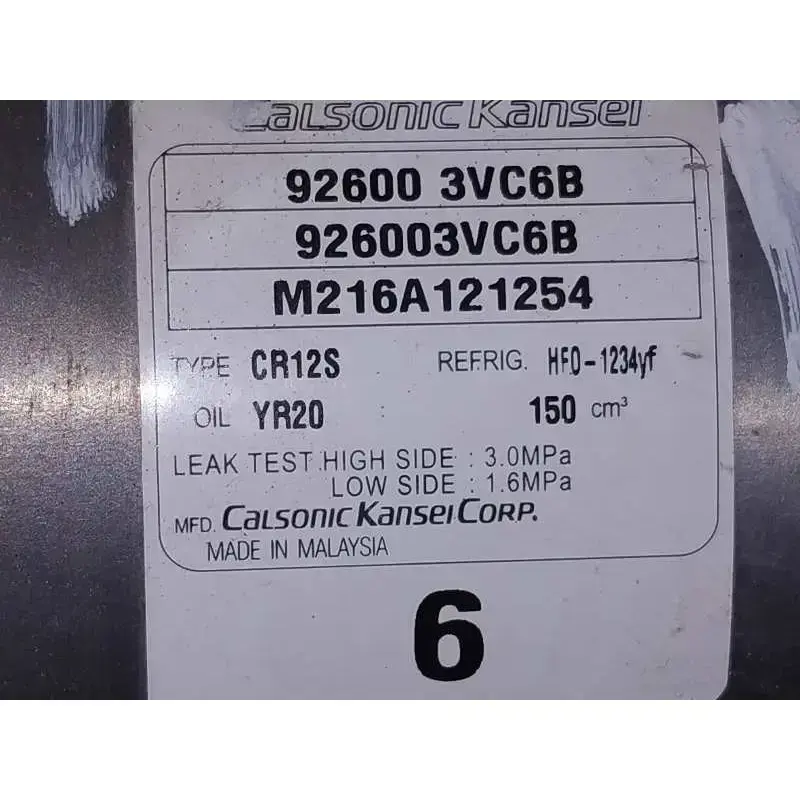 Calsonic Kansei
92600 3VC6B
926003VC6B
M216A121254
TYPE CR12S REFRIG. HFO-1234yf
OIL YR20 : 150 cm³
LEAK TEST HIGH SIDE : 3.0MPa
LOW SIDE : 1.6MPa
MFD. Calsonic Kansei Corp.
MADE IN MALAYSIA
6